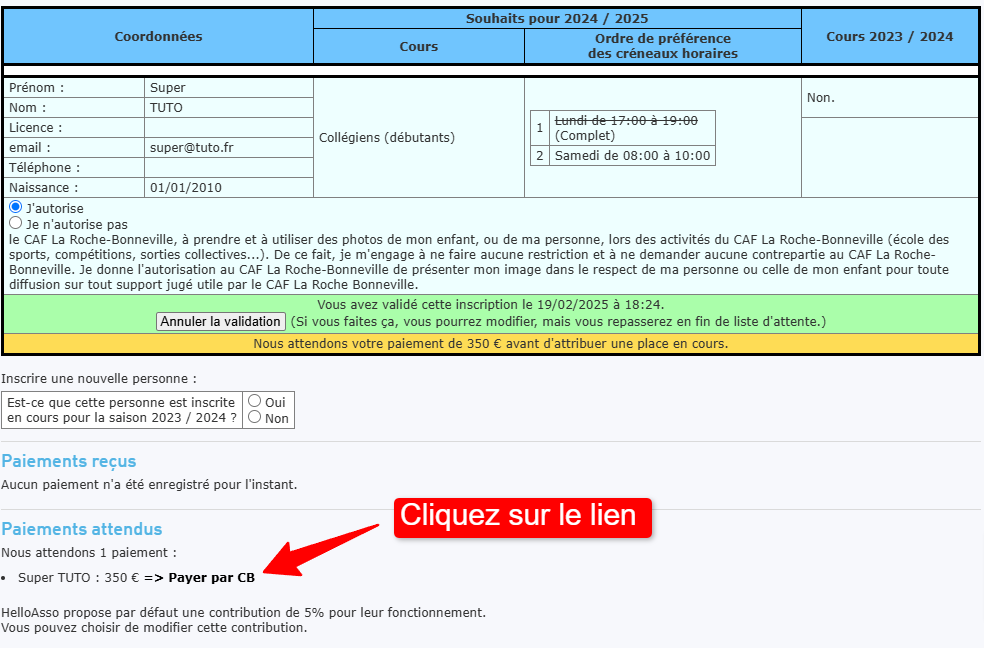 Coordonnées
Souhaits pour 2024 / 2025
Cours 2023 / 2024
Cours
Ordre de préférence
des créneaux horaires
Prénom :
Super
Nom :
TUTO
Licence :
email :
super@tuto.fr
Téléphone :
Naissance :
01/01/2010
Collégiens (débutants)
1
Lundi de 17:00 à 19:00
(Complet)
2
Samedi de 08:00 à 10:00
Non.
J'autorise
Je n'autorise pas
le CAF La Roche-Bonneville, à prendre et à utiliser des photos de mon enfant, ou de ma personne, lors des activités du CAF La Roche-Bonneville (école des
sports, compétitions, sorties collectives...). De ce fait, je m'engage à ne faire aucune restriction et à ne demander aucune contrepartie au CAF La Roche-
Bonneville. Je donne l'autorisation au CAF La Roche-Bonneville de présenter mon image dans le respect de ma personne ou celle de mon enfant pour toute
diffusion sur tout support jugé utile par le CAF La Roche Bonneville.
Vous avez validé cette inscription le 19/02/2025 à 18:24.
Annuler la validation (Si vous faites ça, vous pourrez modifier, mais vous repasserez en fin de liste d'attente.)
Nous attendons votre paiement de 350 € avant d'attribuer une place en cours.
Inscrire une nouvelle personne :
Est-ce que cette personne est inscrite
en cours pour la saison 2023 / 2024 ?
Oui
Non
Paiements reçus
Aucun paiement n'a été enregistré pour l'instant.
Cliquez sur le lien
Paiements attendus
Nous attendons 1 paiement :
• Super TUTO : 350 € => Payer par CB
HelloAsso propose par défaut une contribution de 5% pour leur fonctionnement.
Vous pouvez choisir de modifier cette contribution.